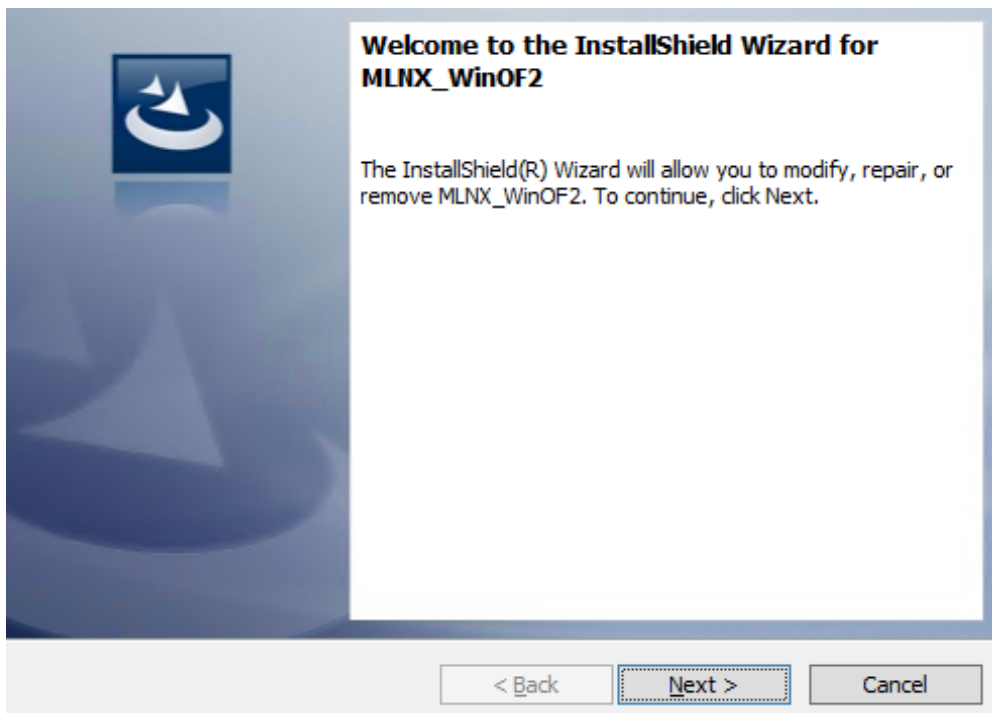 Welcome to the InstallShield Wizard for
MLNX_WinOF2
The InstallShield(R) Wizard will allow you to modify, repair, or
remove MLNX_WinOF2. To continue, click Next.
< Back
Next >
Cancel